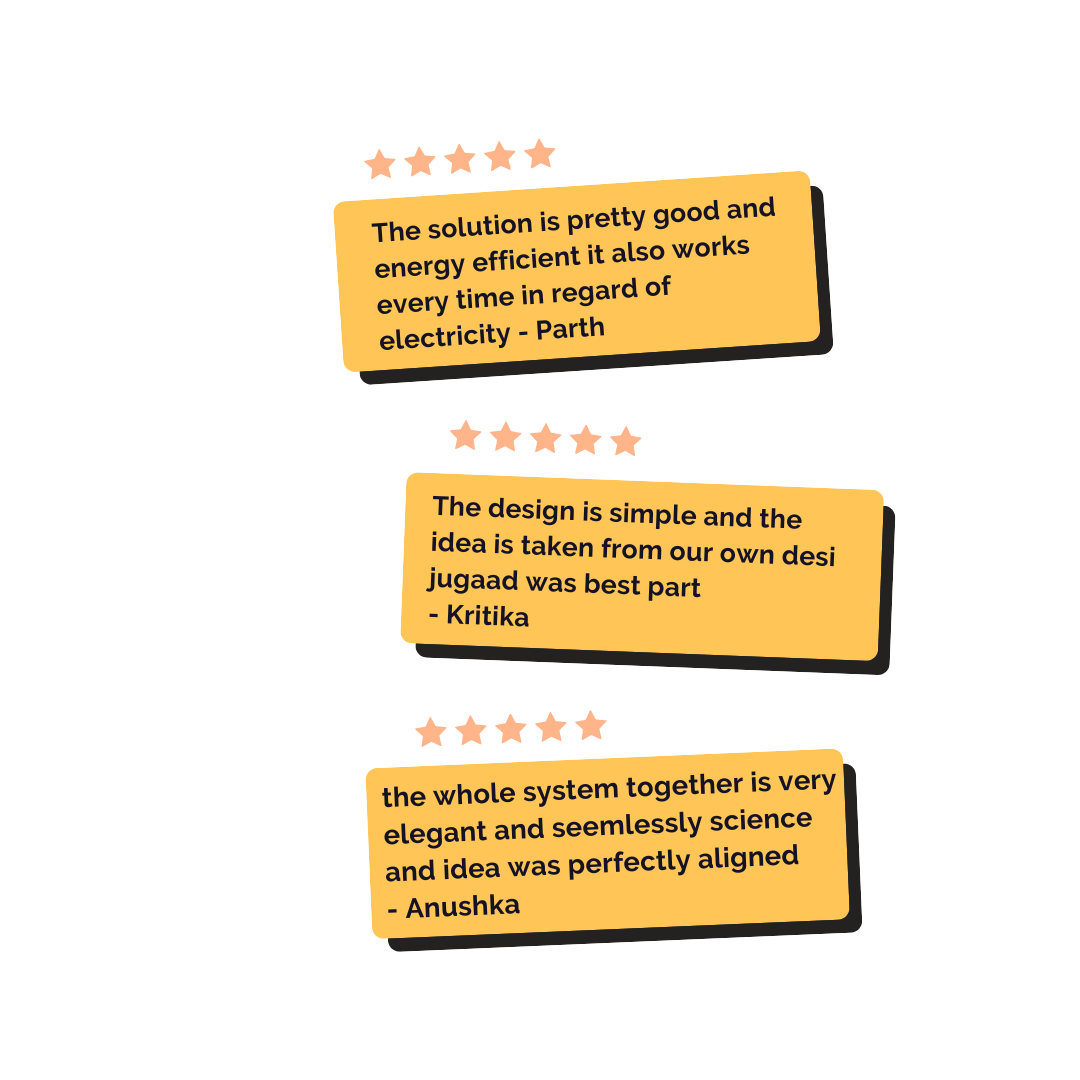 The solution is pretty good and
energy efficient it also works
every time in regard of
electricity - Parth
The design is simple and the
idea is taken from our own desi
jugaad was best part
- Kritika
the whole system together is very
elegant and seemlessly science
and idea was perfectly aligned
- Anushka